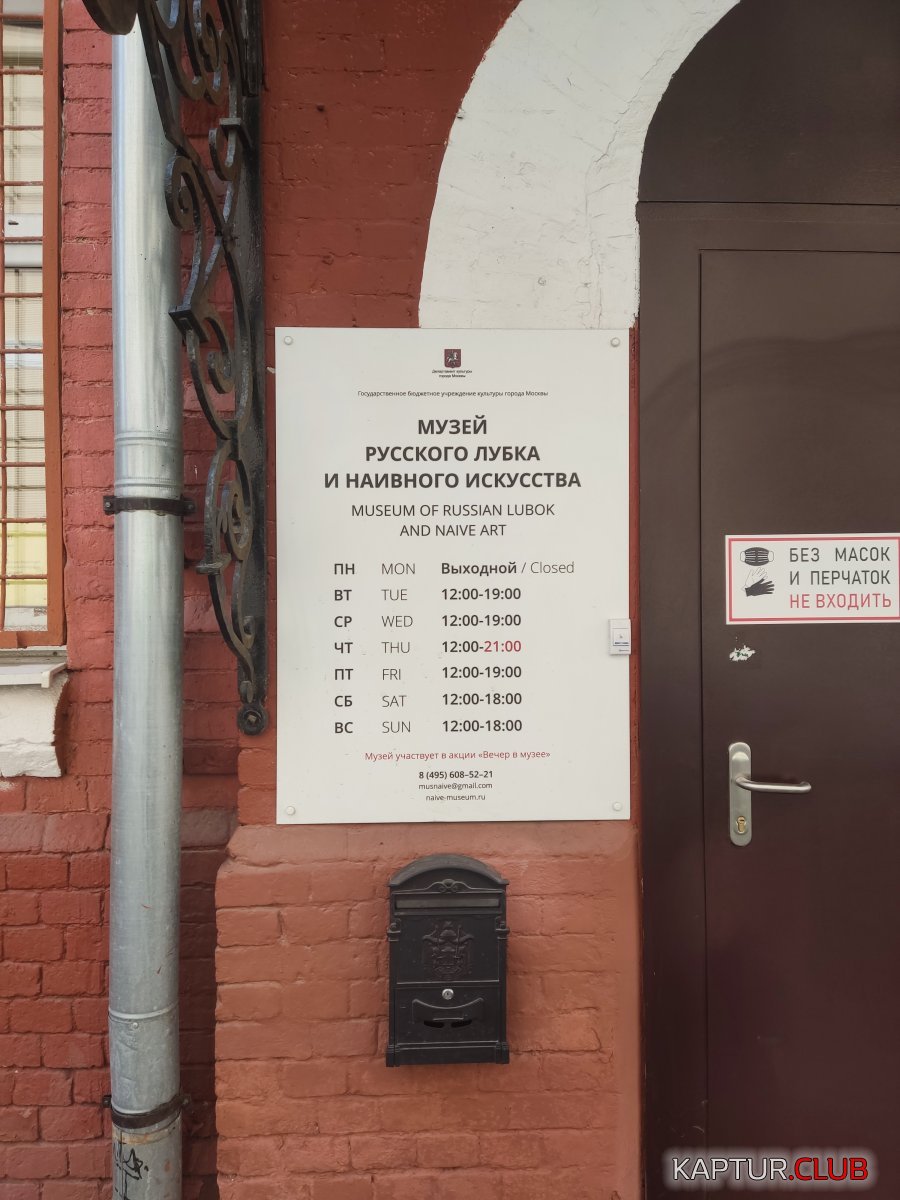 Департамент культуры
города Москвы
Государственное бюджетное учреждение культуры города Москвы
МУЗЕЙ
РУССКОГО ЛУБКА
И НАИВНОГО ИСКУССТВА
MUSEUM OF RUSSIAN LUBOK
AND NAIVE ART
ПН MON Выходной / Closed
ВТ TUE 12:00-19:00
СР WED 12:00-19:00
ЧТ THU 12:00-21:00
ПТ FRI 12:00-19:00
СБ SAT 12:00-18:00
ВС SUN 12:00-18:00
Музей участвует в акции «Вечер в музее»
8 (495) 608–52–21
musnaive@gmail.com
naive-museum.ru
БЕЗ МАСОК
И ПЕРЧАТОК
НЕ ВХОДИТЬ
KAPTUR.CLUB